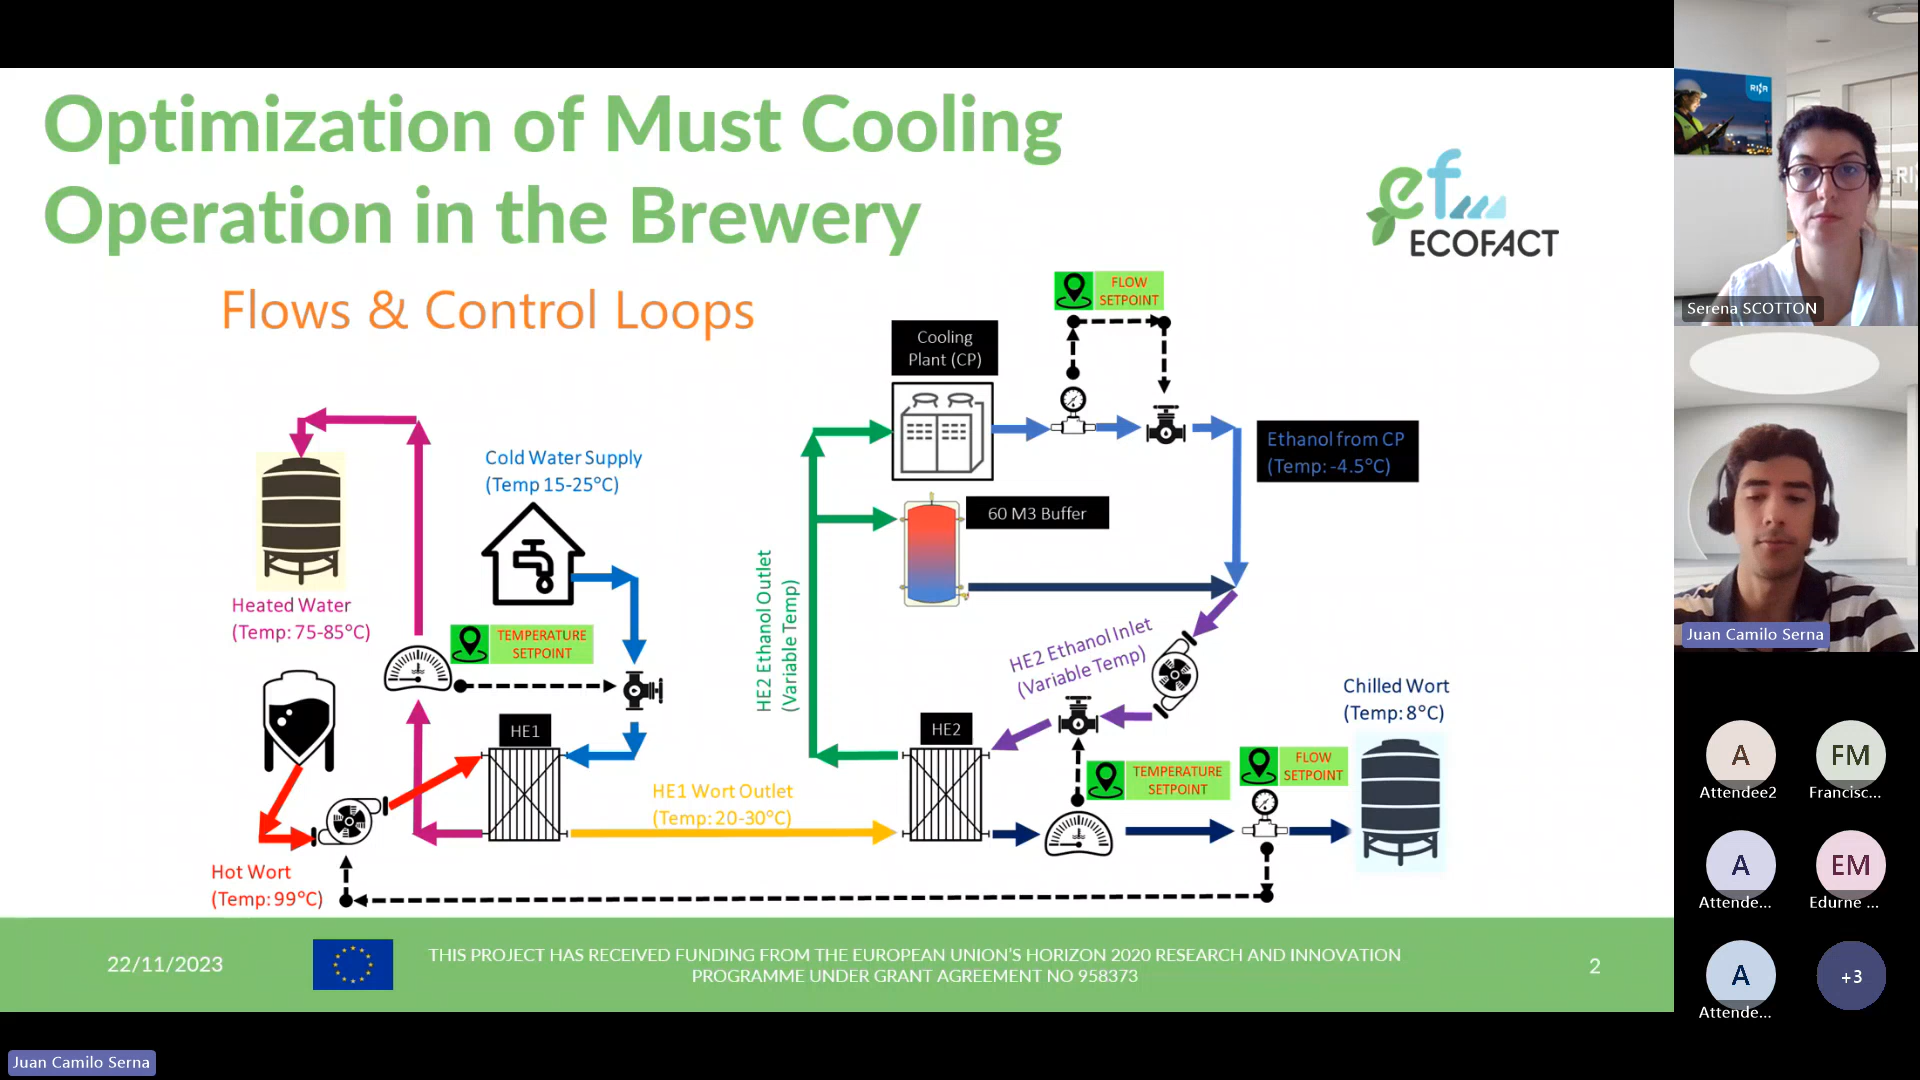 Optimization of Must Cooling
Operation in the Brewery
Flows & Control Loops
ef
ECOFACT
FLOW
SETPOINT
Cooling
Plant (CP)
Ethanol from CP
(Temp: -4.5°C)
Cold Water Supply
(Temp 15-25°C)
60 M3 Buffer
HE2 Ethanol Outlet
(Variable Temp)
Heated Water
(Temp: 75-85°C)
TEMPERATURE
SETPOINT
HE2 Ethanol Inlet
(Variable Temp)
Chilled Wort
(Temp: 8°C)
HE1
HE2
HE1 Wort Outlet
(Temp: 20-30°C)
TEMPERATURE
SETPOINT
FLOW
SETPOINT
Hot Wort
(Temp: 99°C)
22/11/2023
THIS PROJECT HAS RECEIVED FUNDING FROM THE EUROPEAN UNION'S HORIZON 2020 RESEARCH AND INNOVATION
PROGRAMME UNDER GRANT AGREEMENT NO 958373
2
Juan Camilo Serna
RINA
Serena SCOTTON
Juan Camilo Serna
A
Attendee2
FM
Francisc...
A
Attende...
EM
Edurne ...
A
Attende...
+3